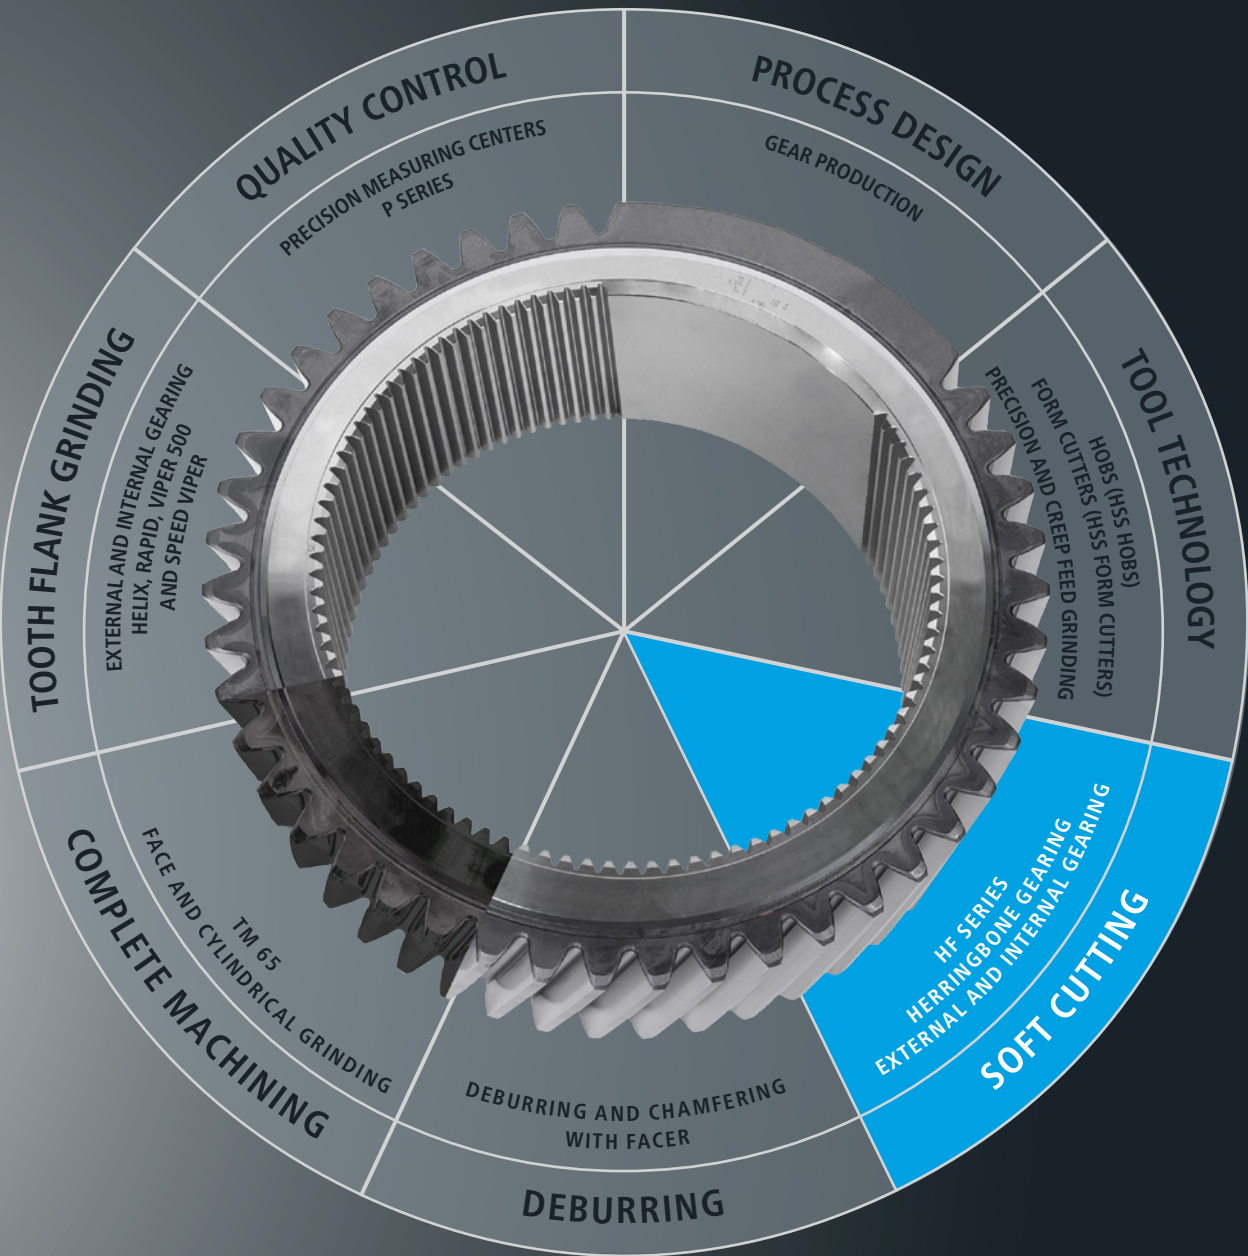 PROCESS DESIGN
GEAR PRODUCTION
TOOL TECHNOLOGY
HOBS (HSS HOBS)
FORM CUTTERS (HSS FORM CUTTERS)
PRECISION AND CREEP FEED GRINDING
SOFT CUTTING
HF SERIES
HERRINGBONE GEARING
EXTERNAL AND INTERNAL GEARING
DEBURRING
DEBURRING AND CHAMFERING
WITH FACER
COMPLETE MACHINING
TM 65
FACE AND CYLINDRICAL GRINDING
TOOTH FLANK GRINDING
EXTERNAL AND INTERNAL GEARING
HELIX, RAPID, VIPER 500
AND SPEED VIPER
QUALITY CONTROL
PRECISION MEASURING CENTERS
P SERIES